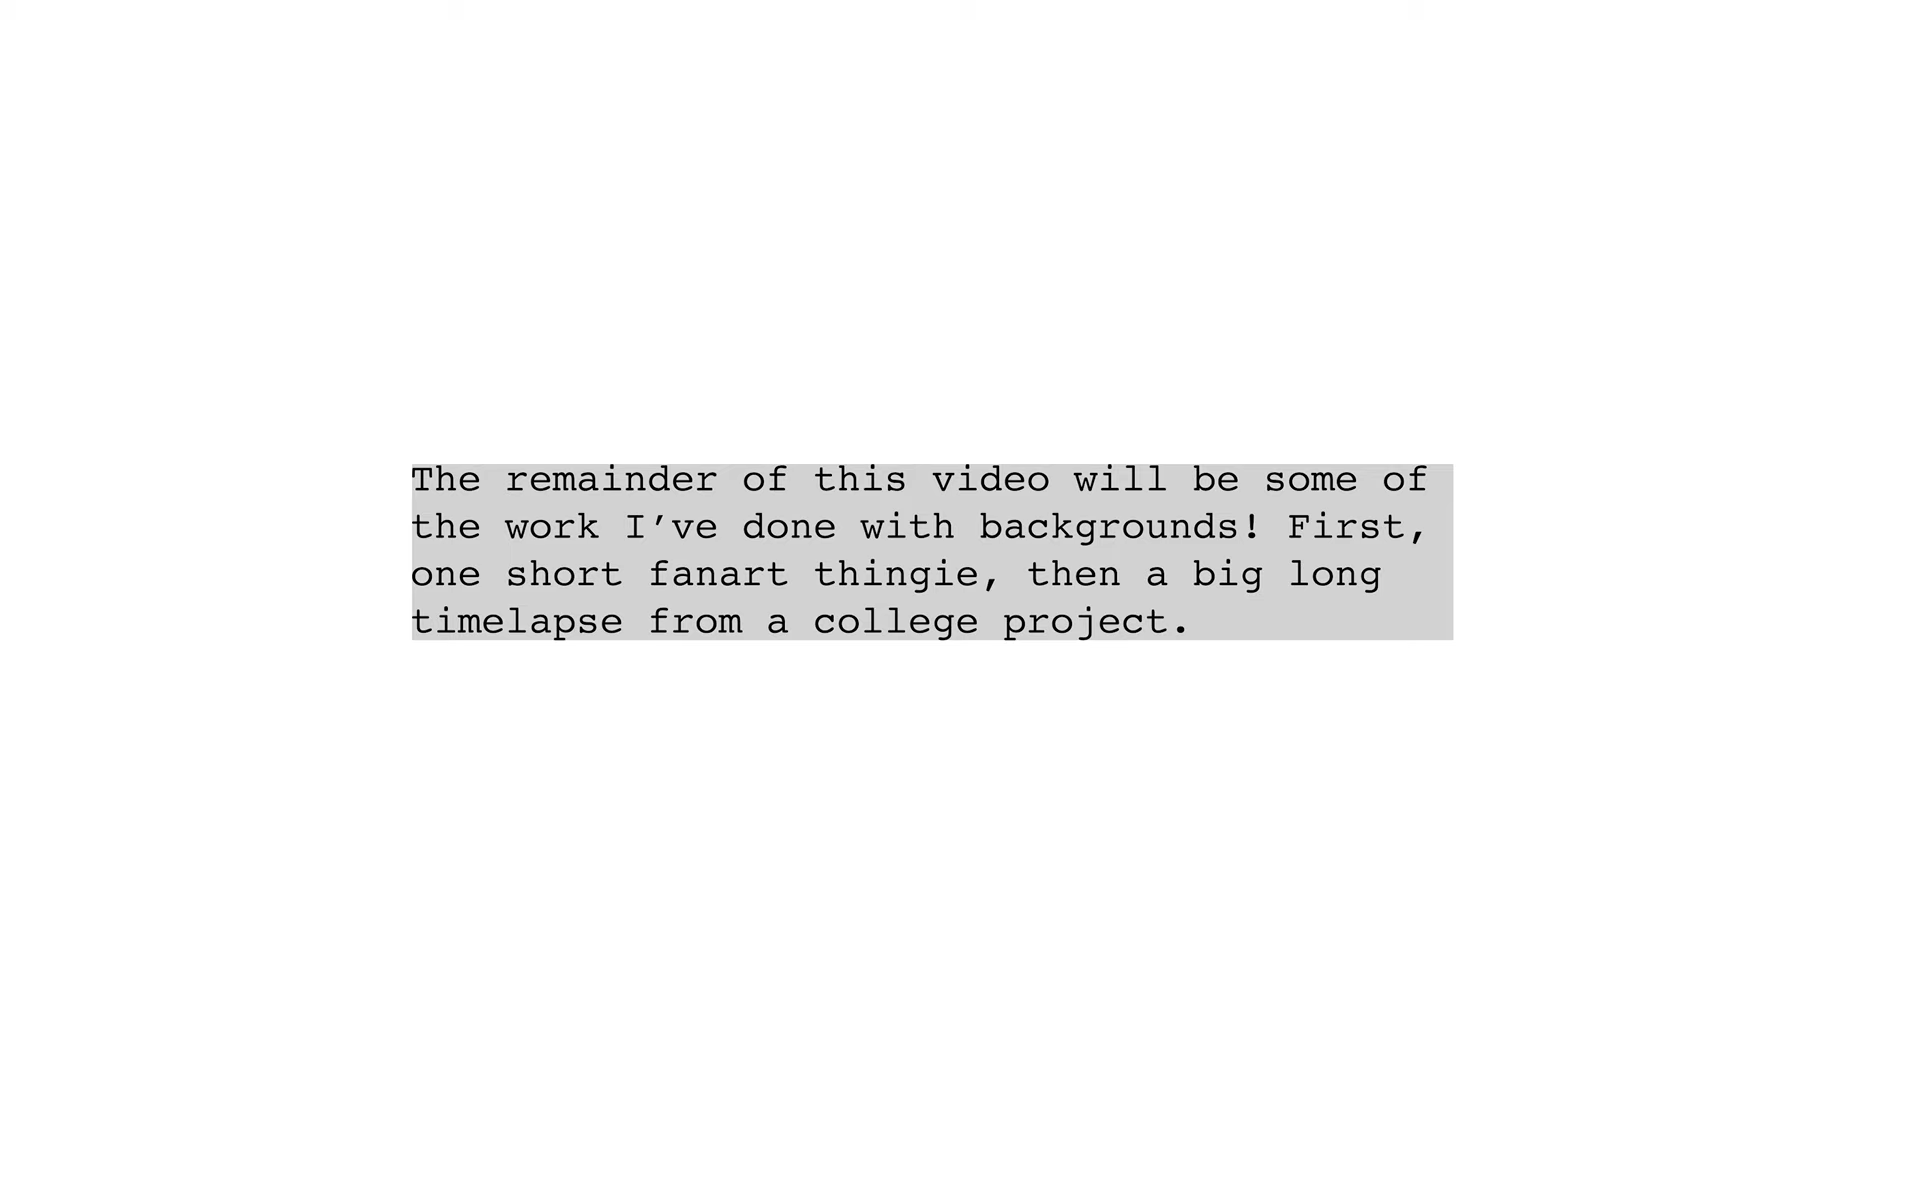 The remainder of this video will be some of
the work I’ve done with backgrounds! First,
one short fanart thingie, then a big long
timelapse from a college project.